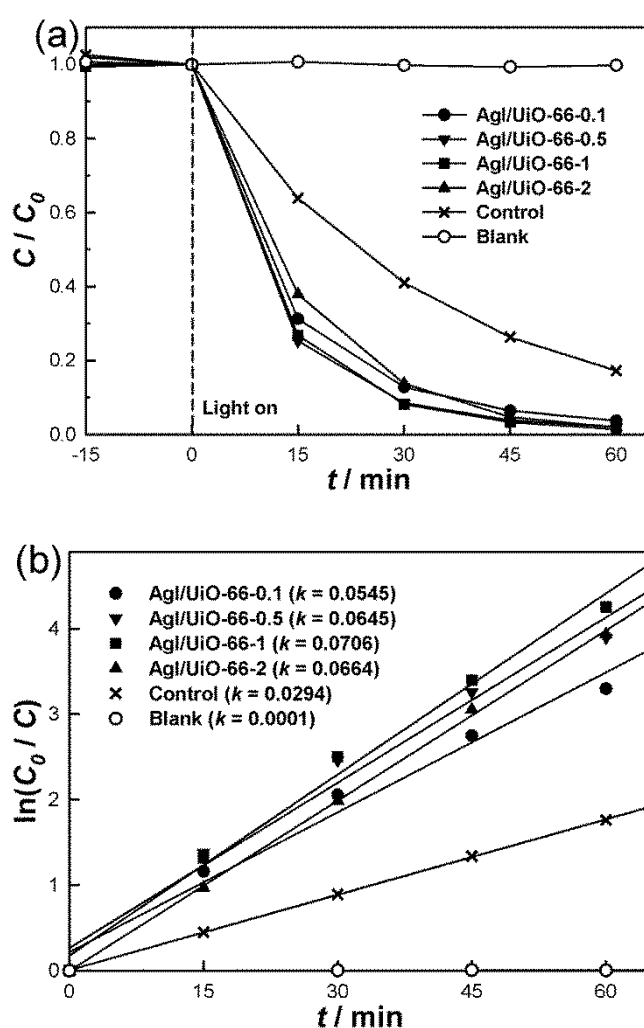 (a)
1.0
0.8
0.6
0.4
0.2
0.0
C / C0
AgI/UiO-66-0.1
AgI/UiO-66-0.5
AgI/UiO-66-1
AgI/UiO-66-2
Control
Blank
Light on
-15 0 15 30 45 60
t / min
(b)
4
3
2
1
0
ln(C0 / C)
AgI/UiO-66-0.1 (k = 0.0545)
AgI/UiO-66-0.5 (k = 0.0645)
AgI/UiO-66-1 (k = 0.0706)
AgI/UiO-66-2 (k = 0.0664)
Control (k = 0.0294)
Blank (k = 0.0001)
0 15 30 45 60
t / min